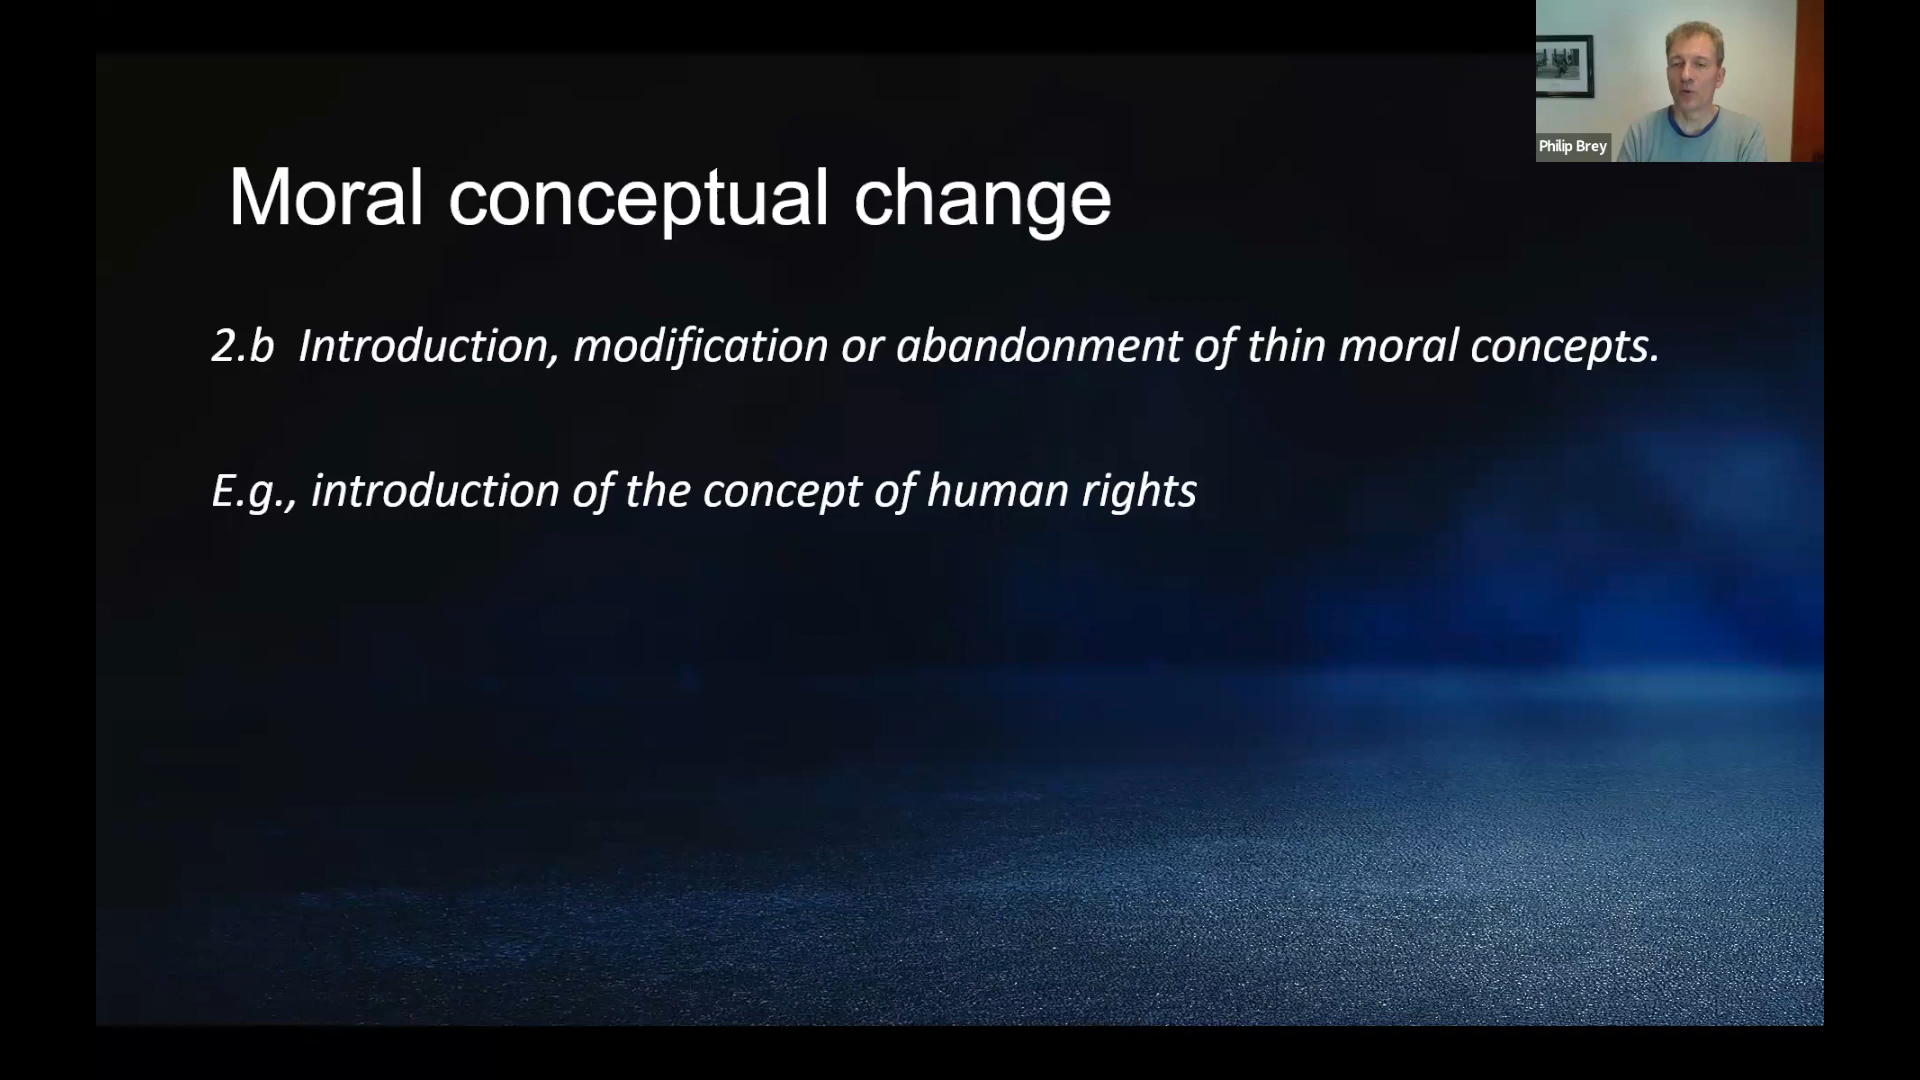 Philip Brey
Moral conceptual change
2.b Introduction, modification or abandonment of thin moral concepts.
E.g., introduction of the concept of human rights